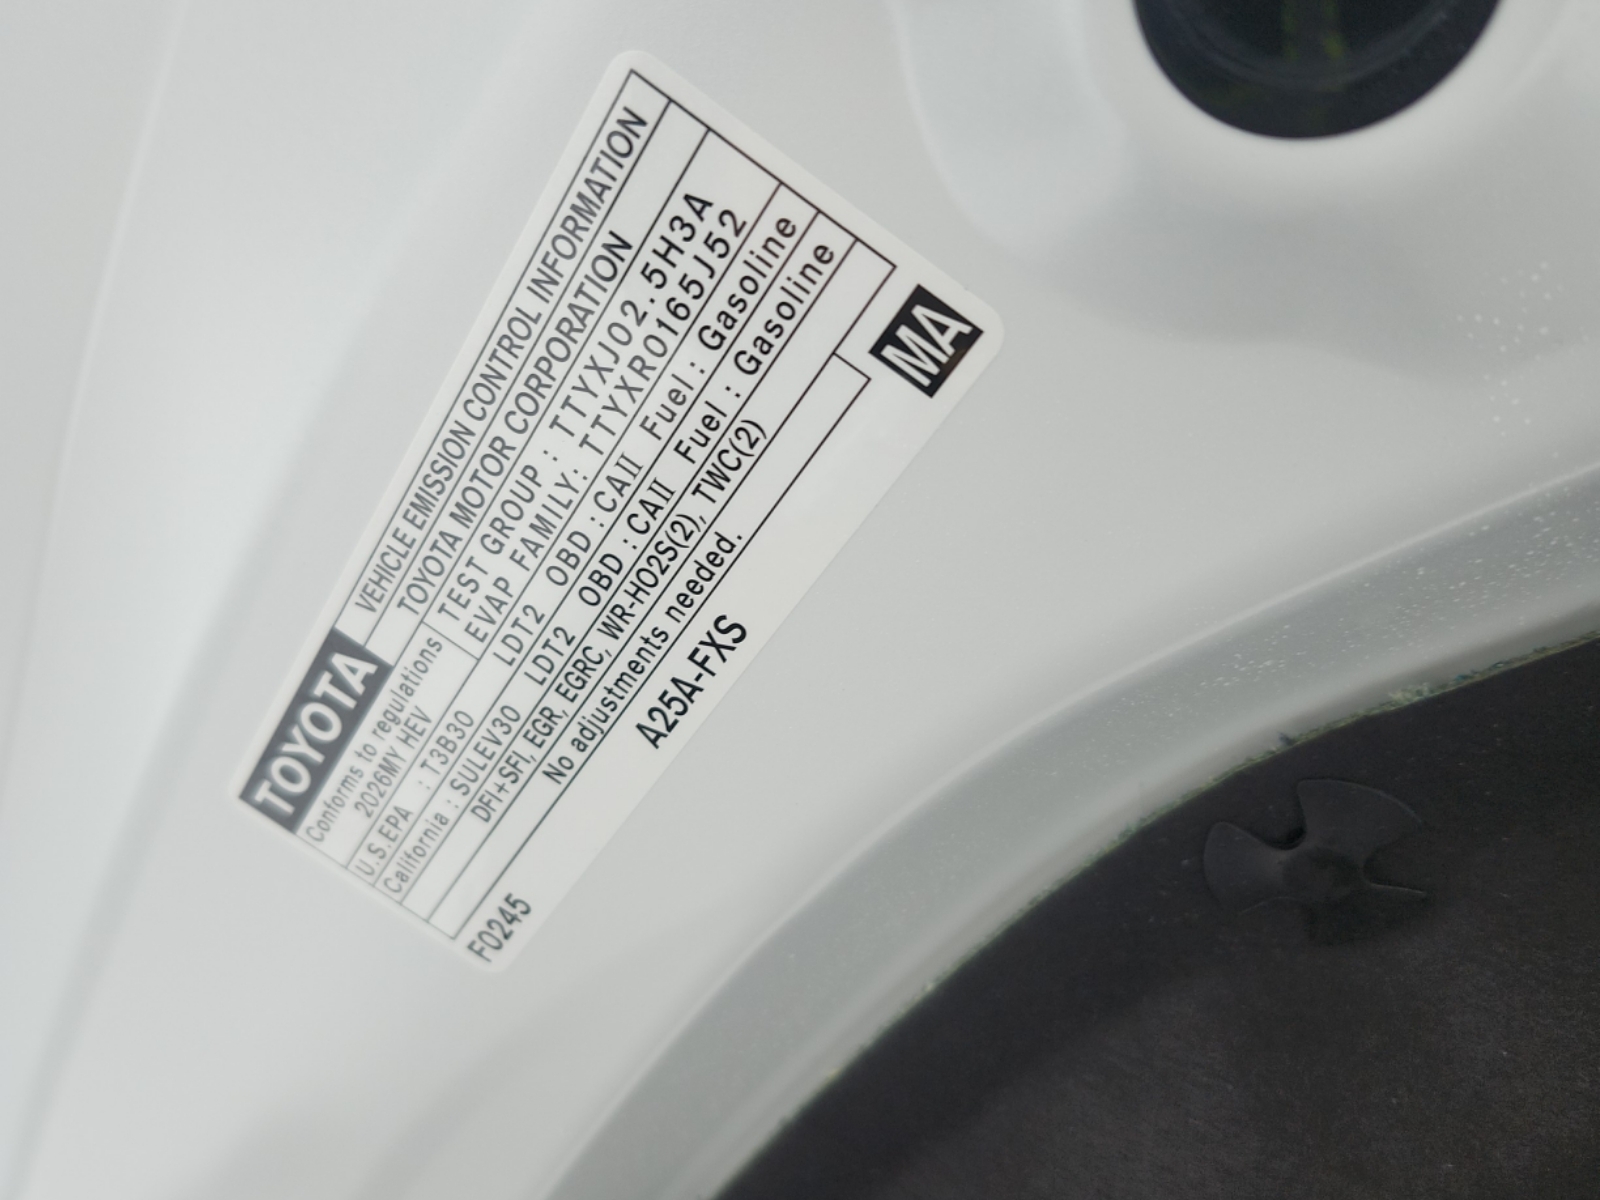 TOYOTA VEHICLE EMISSION CONTROL INFORMATION
TOYOTA MOTOR CORPORATION
Conforms to regulations
2026MY HEV
TEST GROUP : TTYXJ02.5H3A
EVAP FAMILY: TTYXR0165J52
U.S.EPA : T3B30 LDT2 OBD : CAII Fuel : Gasoline
California : SULEV30 LDT2 OBD : CAII Fuel : Gasoline
DFI+SFI, EGR, EGRC, WR-HO2S(2), TWC(2)
No adjustments needed.
MA
F0245 A25A-FXS